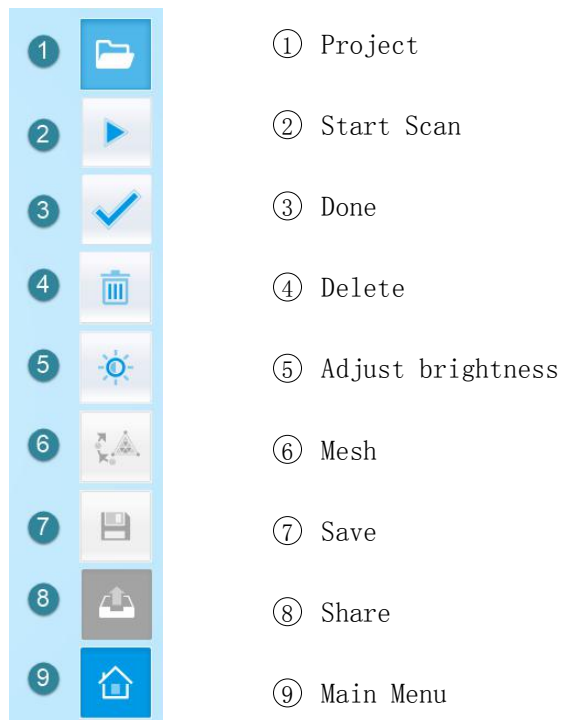 1 ① Project
2 ② Start Scan
3 ③ Done
4 ④ Delete
5 ⑤ Adjust brightness
6 ⑥ Mesh
7 ⑦ Save
8 ⑧ Share
9 ⑨ Main Menu